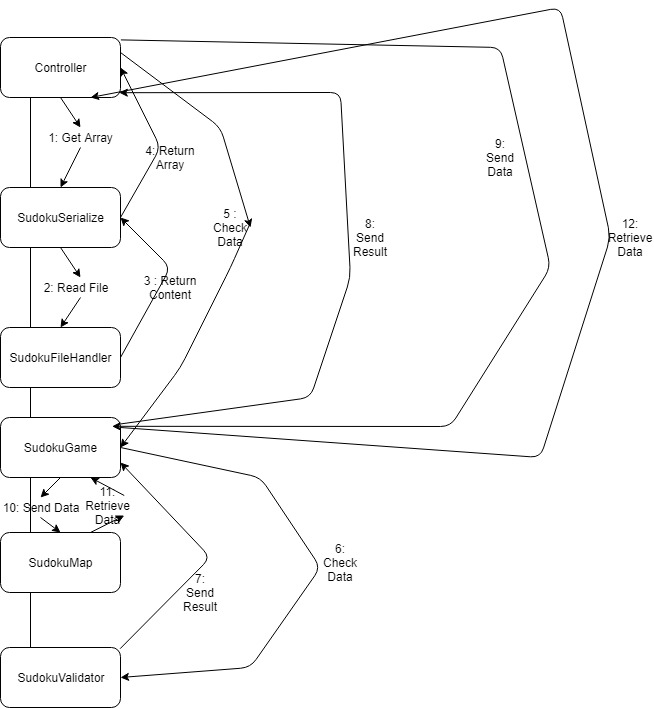 Controller
1: Get Array
4: Return
Array
9:
Send
Data
SudokuSerialize
5 :
Check
Data
8:
Send
Result
12:
Retrieve
Data
2: Read File
3 : Return
Content
SudokuFileHandler
SudokuGame
10: Send Data
11:
Retrieve
Data
SudokuMap
6:
Check
Data
7:
Send
Result
SudokuValidator